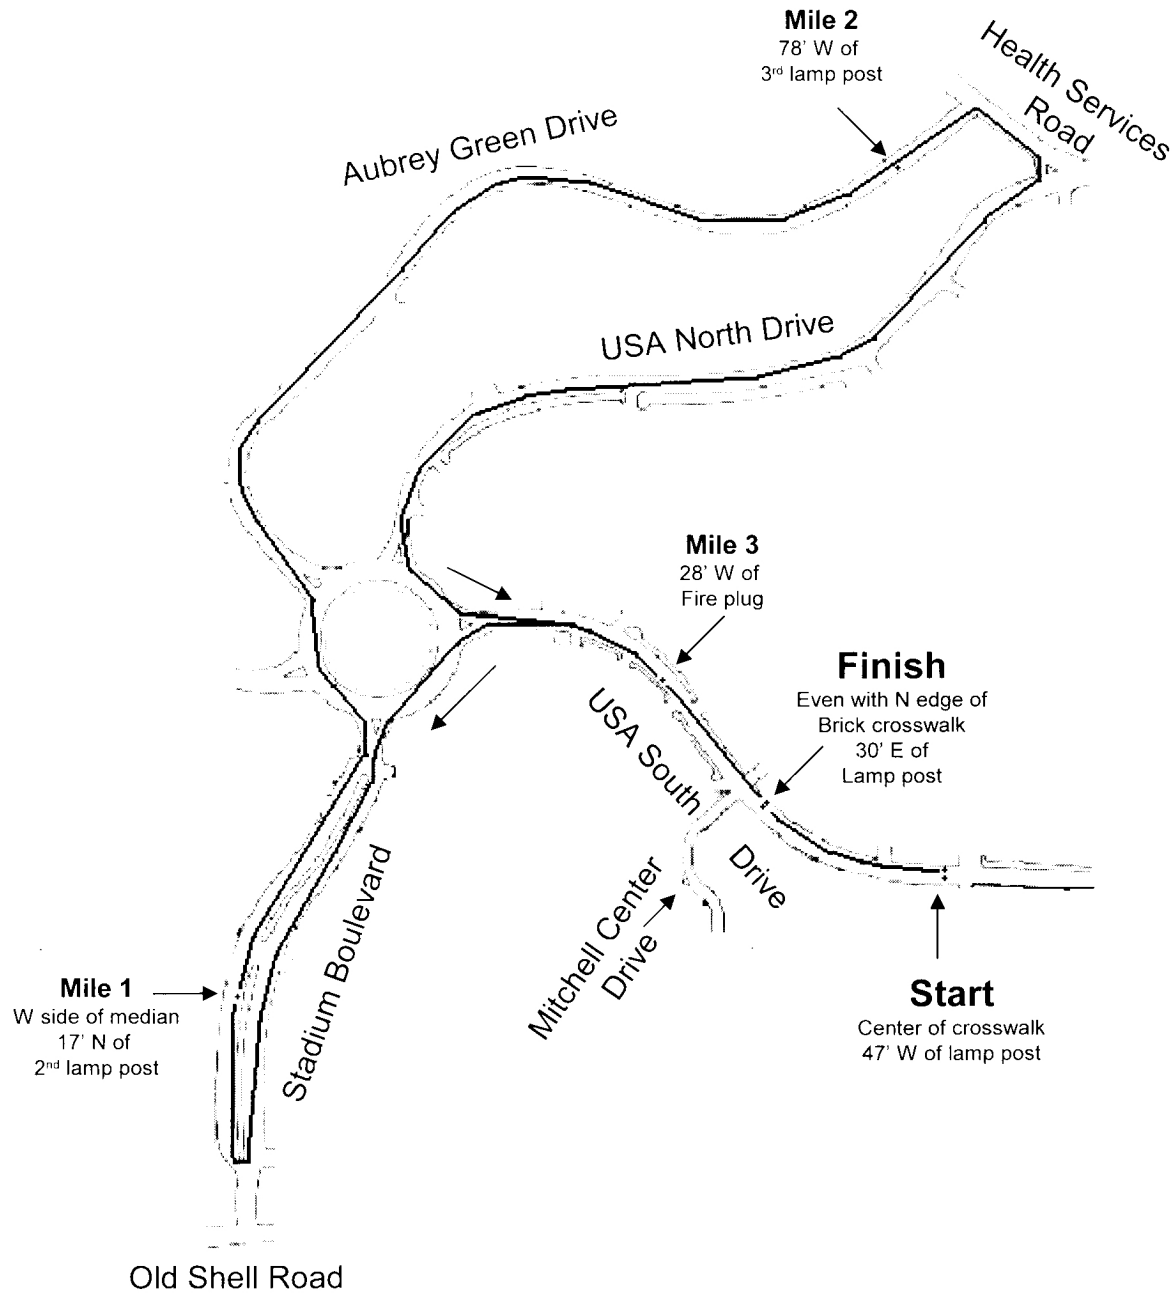 Mile 2
78' W of
3rd lamp post
Health Services
Road
Aubrey Green Drive
USA North Drive
Mile 3
28' W of
Fire plug
Finish
Even with N edge of
Brick crosswalk
30' E of
Lamp post
USA South
Drive
Mitchell Center
Drive
Stadium Boulevard
Mile 1
W side of median
17' N of
2nd lamp post
Start
Center of crosswalk
47' W of lamp post
Old Shell Road